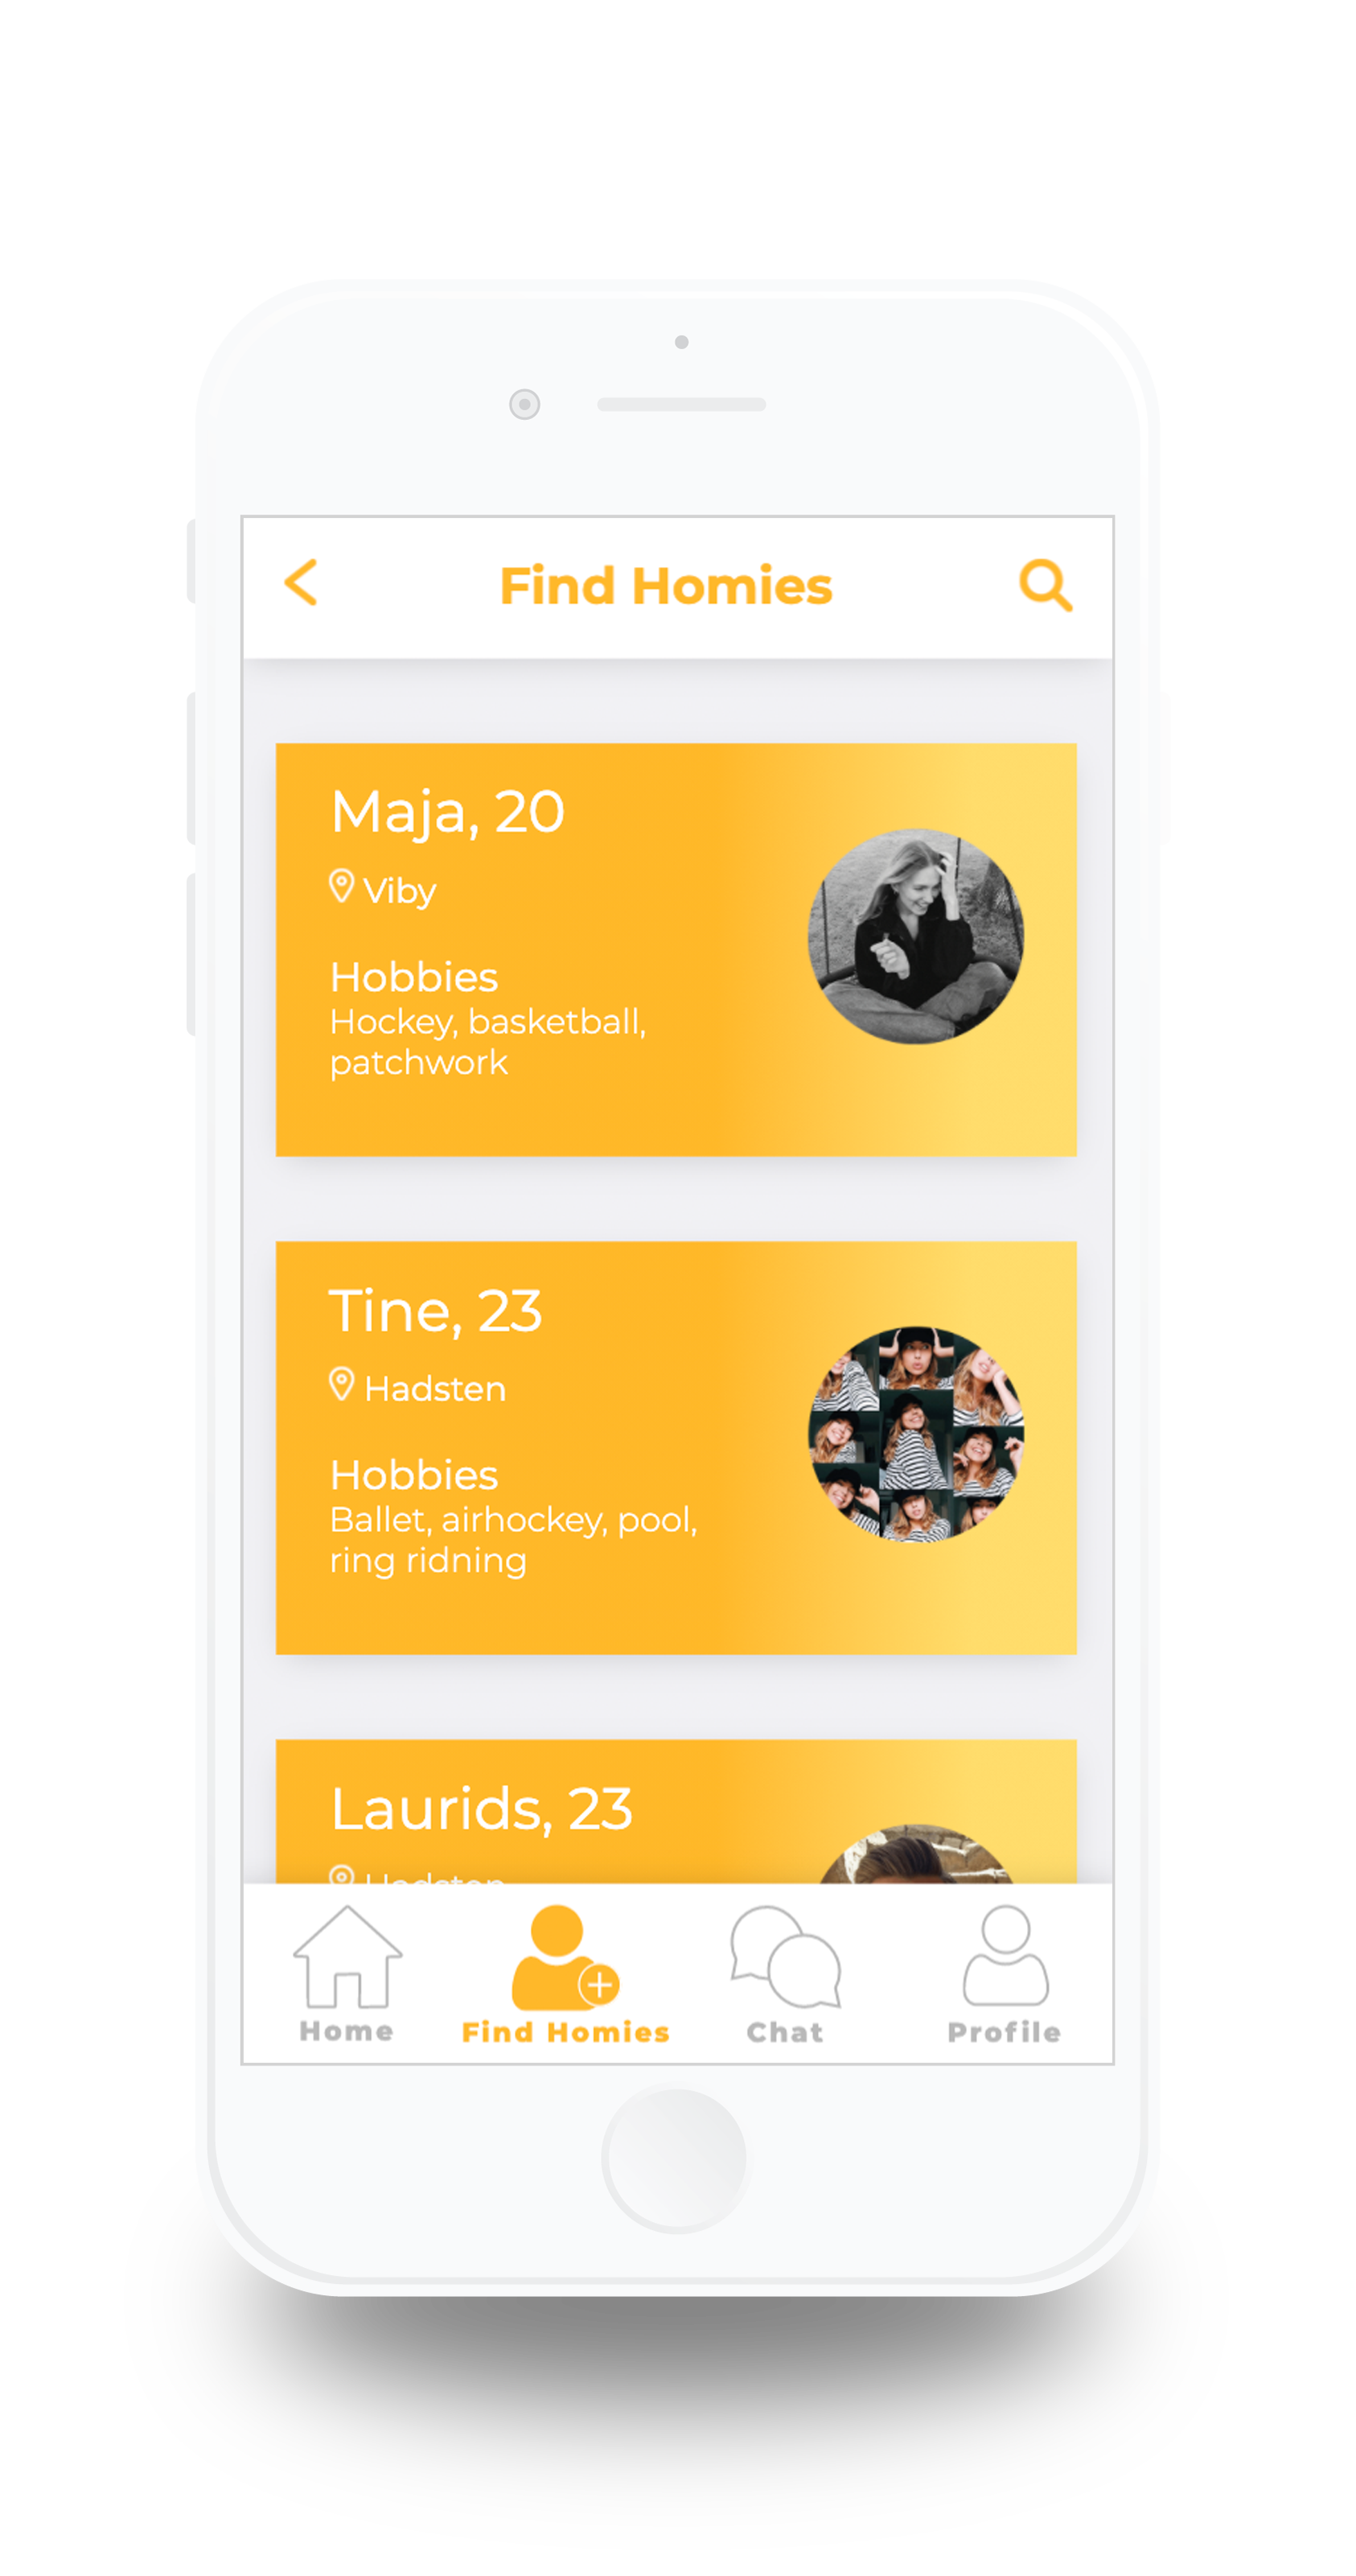 Find Homies
Maja, 20
Viby
Hobbies
Hockey, basketball,
patchwork
Tine, 23
Hadsten
Hobbies
Ballet, airhockey, pool,
ring ridning
Laurids, 23
Hadsten
Home
Find Homies
Chat
Profile